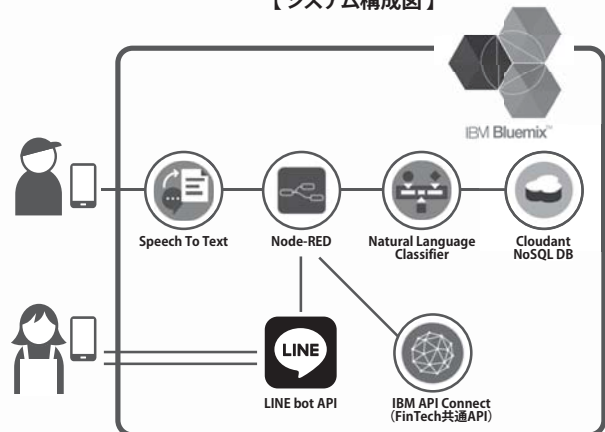 【システム構成図】
IBM Bluemix™
Speech To Text
Node-RED
Natural Language
Classifier
Cloudant
NoSQL DB
LINE
LINE bot API
IBM API Connect
(FinTech共通API)